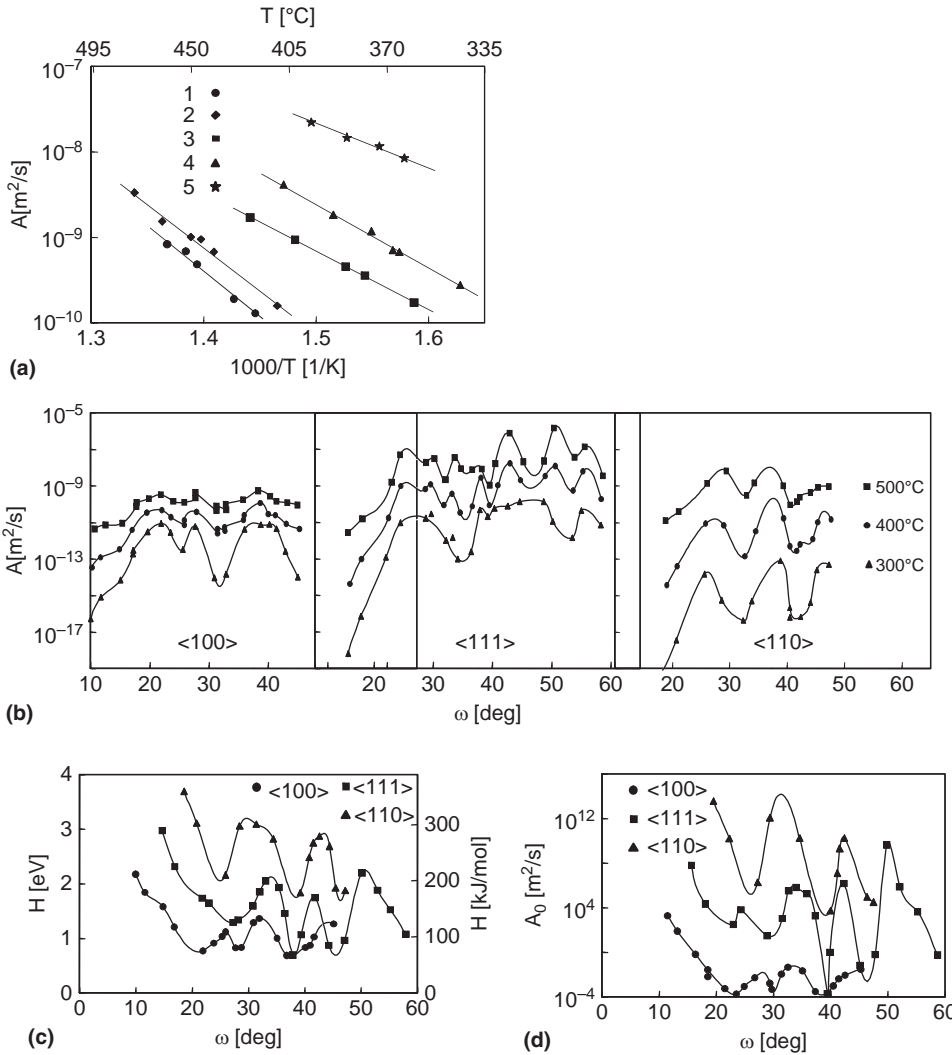 T [°C]
495 450 405 370 335
10⁻⁷
10⁻⁸
10⁻⁹
10⁻¹⁰
A[m²/s]
1
2
3
4
5
1.3 1.4 1.5 1.6
1000/T [1/K]
(a)
10⁻⁵
10⁻⁹
10⁻¹³
10⁻¹⁷
A[m²/s]
<100> <111> <110>
500°C
400°C
300°C
10 20 30 40 20 30 40 50 60 20 30 40 50 60
ω [deg]
(b)
4
3
2
1
0
H [eV]
<100> <111>
<110>
300
200
100
0
H [kJ/mol]
0 10 20 30 40 50 60
ω [deg]
(c)
10¹²
10⁴
10⁻⁴
A₀ [m²/s]
<100>
<111>
<110>
0 10 20 30 40 50 60
ω [deg]
(d)